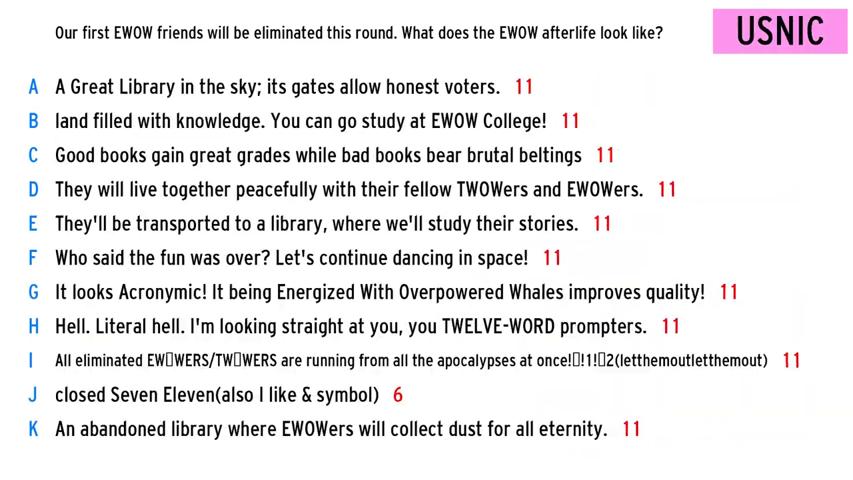 Our first EWOW friends will be eliminated this round. What does the EWOW afterlife look like?
USNIC
A A Great Library in the sky; its gates allow honest voters. 11
B land filled with knowledge. You can go study at EWOW College! 11
C Good books gain great grades while bad books bear brutal beltings 11
D They will live together peacefully with their fellow TWOWers and EWOWers. 11
E They'll be transported to a library, where we'll study their stories. 11
F Who said the fun was over? Let's continue dancing in space! 11
G It looks Acronymic! It being Energized With Overpowered Whales improves quality! 11
H Hell. Literal hell. I'm looking straight at you, you TWELVE-WORD prompters. 11
I All eliminated EW▯WERS/TW▯WERS are running from all the apocalypses at once!▯!1!▯2(letthemoutletthemout) 11
J closed Seven Eleven(also I like & symbol) 6
K An abandoned library where EWOWers will collect dust for all eternity. 11